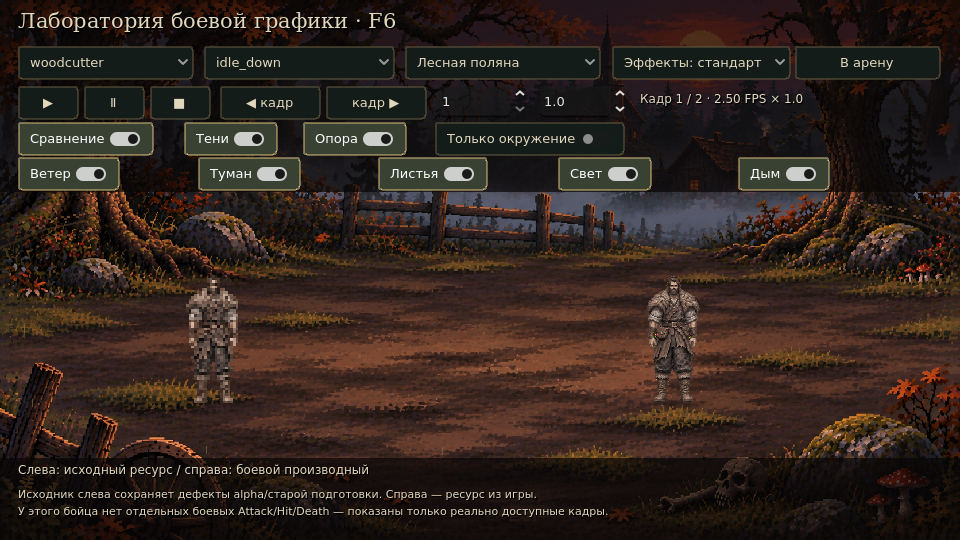 Лаборатория боевой графики · F6
woodcutter idle_down Лесная поляна Эффекты: стандарт В арену
▶ Ⅱ ■ ◀ кадр кадр ▶ 1 1.0 Кадр 1 / 2 · 2.50 FPS × 1.0
Сравнение Тени Опора Только окружение
Ветер Туман Листья Свет Дым
Слева: исходный ресурс / справа: боевой производный
Исходник слева сохраняет дефекты alpha/старой подготовки. Справа — ресурс из игры.
У этого бойца нет отдельных боевых Attack/Hit/Death — показаны только реально доступные кадры.